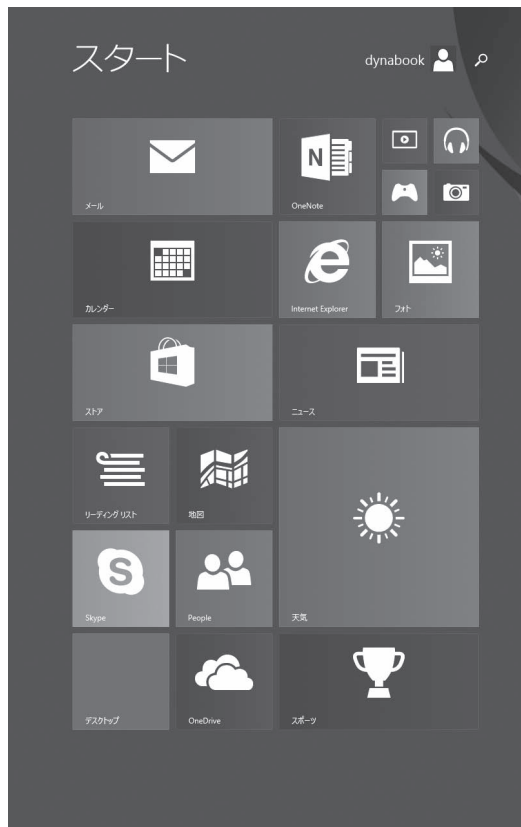 スタート
dynabook
メール
OneNote
カレンダー
Internet Explorer
フォト
ストア
ニュース
リーディング リスト
地図
天気
Skype
People
デスクトップ
OneDrive
スポーツ